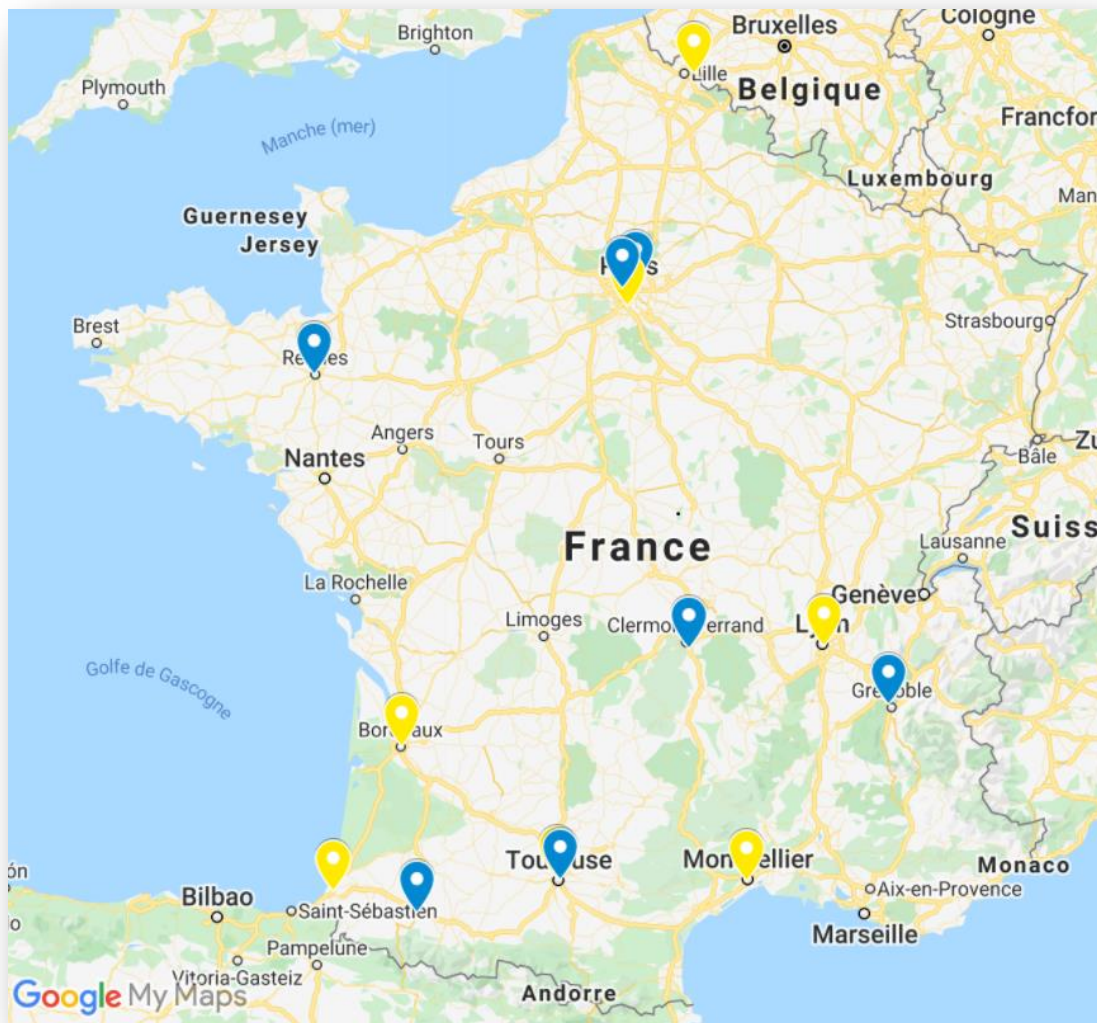 Cologne
Bruxelles
Brighton
Lille
Plymouth
Belgique
Francfor
Manche (mer)
Luxembourg
Man
Guernesey
Jersey
Brest
Strasbourg
Angers
Tours
Nantes
Bâle
Zu
France
Suiss
Lausanne
La Rochelle
Genève
Limoges
Golfe de Gascogne
Monaco
Aix-en-Provence
Bilbao
Saint-Sébastien
Marseille
Pampelune
Vitoria-Gasteiz
Andorre
Google My Maps